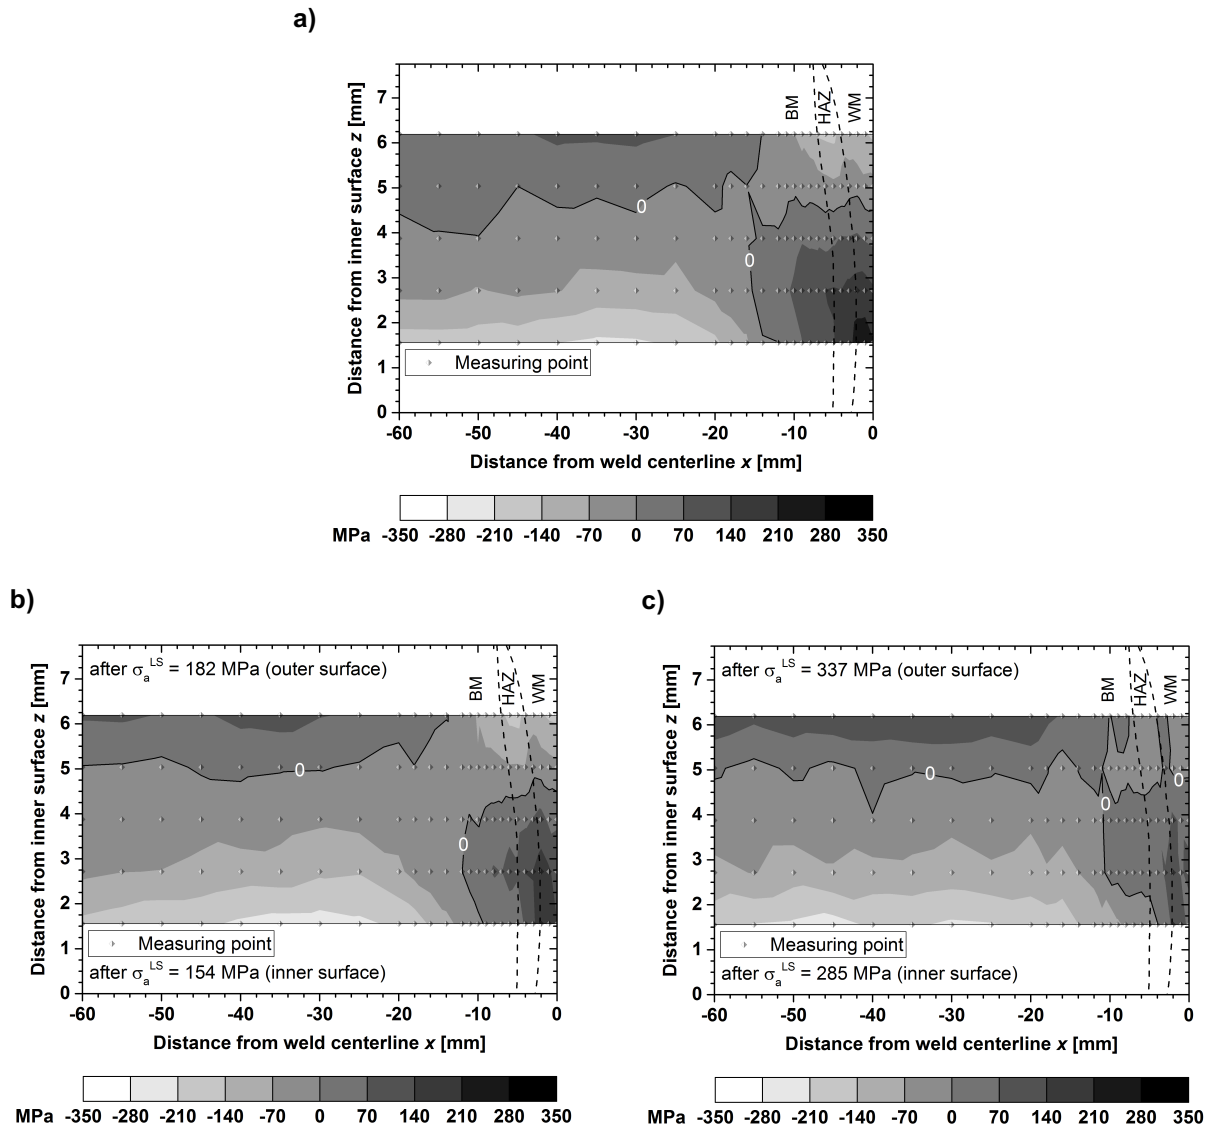 a)
Distance from inner surface z [mm]
7
6
5
4
3
2
1
0
BM
HAZ
WM
0
0
Measuring point
-60 -50 -40 -30 -20 -10 0
Distance from weld centerline x [mm]
MPa -350 -280 -210 -140 -70 0 70 140 210 280 350
b)
Distance from inner surface z [mm]
7
6
5
4
3
2
1
0
after σₐᴸˢ = 182 MPa (outer surface)
BM
HAZ
WM
0
0
Measuring point
after σₐᴸˢ = 154 MPa (inner surface)
-60 -50 -40 -30 -20 -10 0
Distance from weld centerline x [mm]
MPa -350 -280 -210 -140 -70 0 70 140 210 280 350
c)
Distance from inner surface z [mm]
7
6
5
4
3
2
1
0
after σₐᴸˢ = 337 MPa (outer surface)
BM
HAZ
WM
0
0
0
Measuring point
after σₐᴸˢ = 285 MPa (inner surface)
-60 -50 -40 -30 -20 -10 0
Distance from weld centerline x [mm]
MPa -350 -280 -210 -140 -70 0 70 140 210 280 350